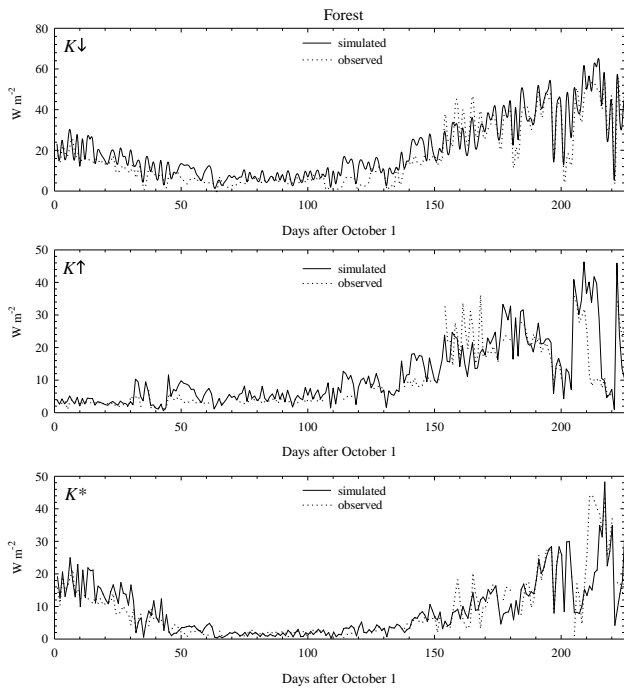 Forest
K↓
simulated
observed
W m-2
80
60
40
20
0
0 50 100 150 200
Days after October 1
K↑
simulated
observed
W m-2
50
40
30
20
10
0
0 50 100 150 200
Days after October 1
K*
simulated
observed
W m-2
50
40
30
20
10
0
0 50 100 150 200
Days after October 1